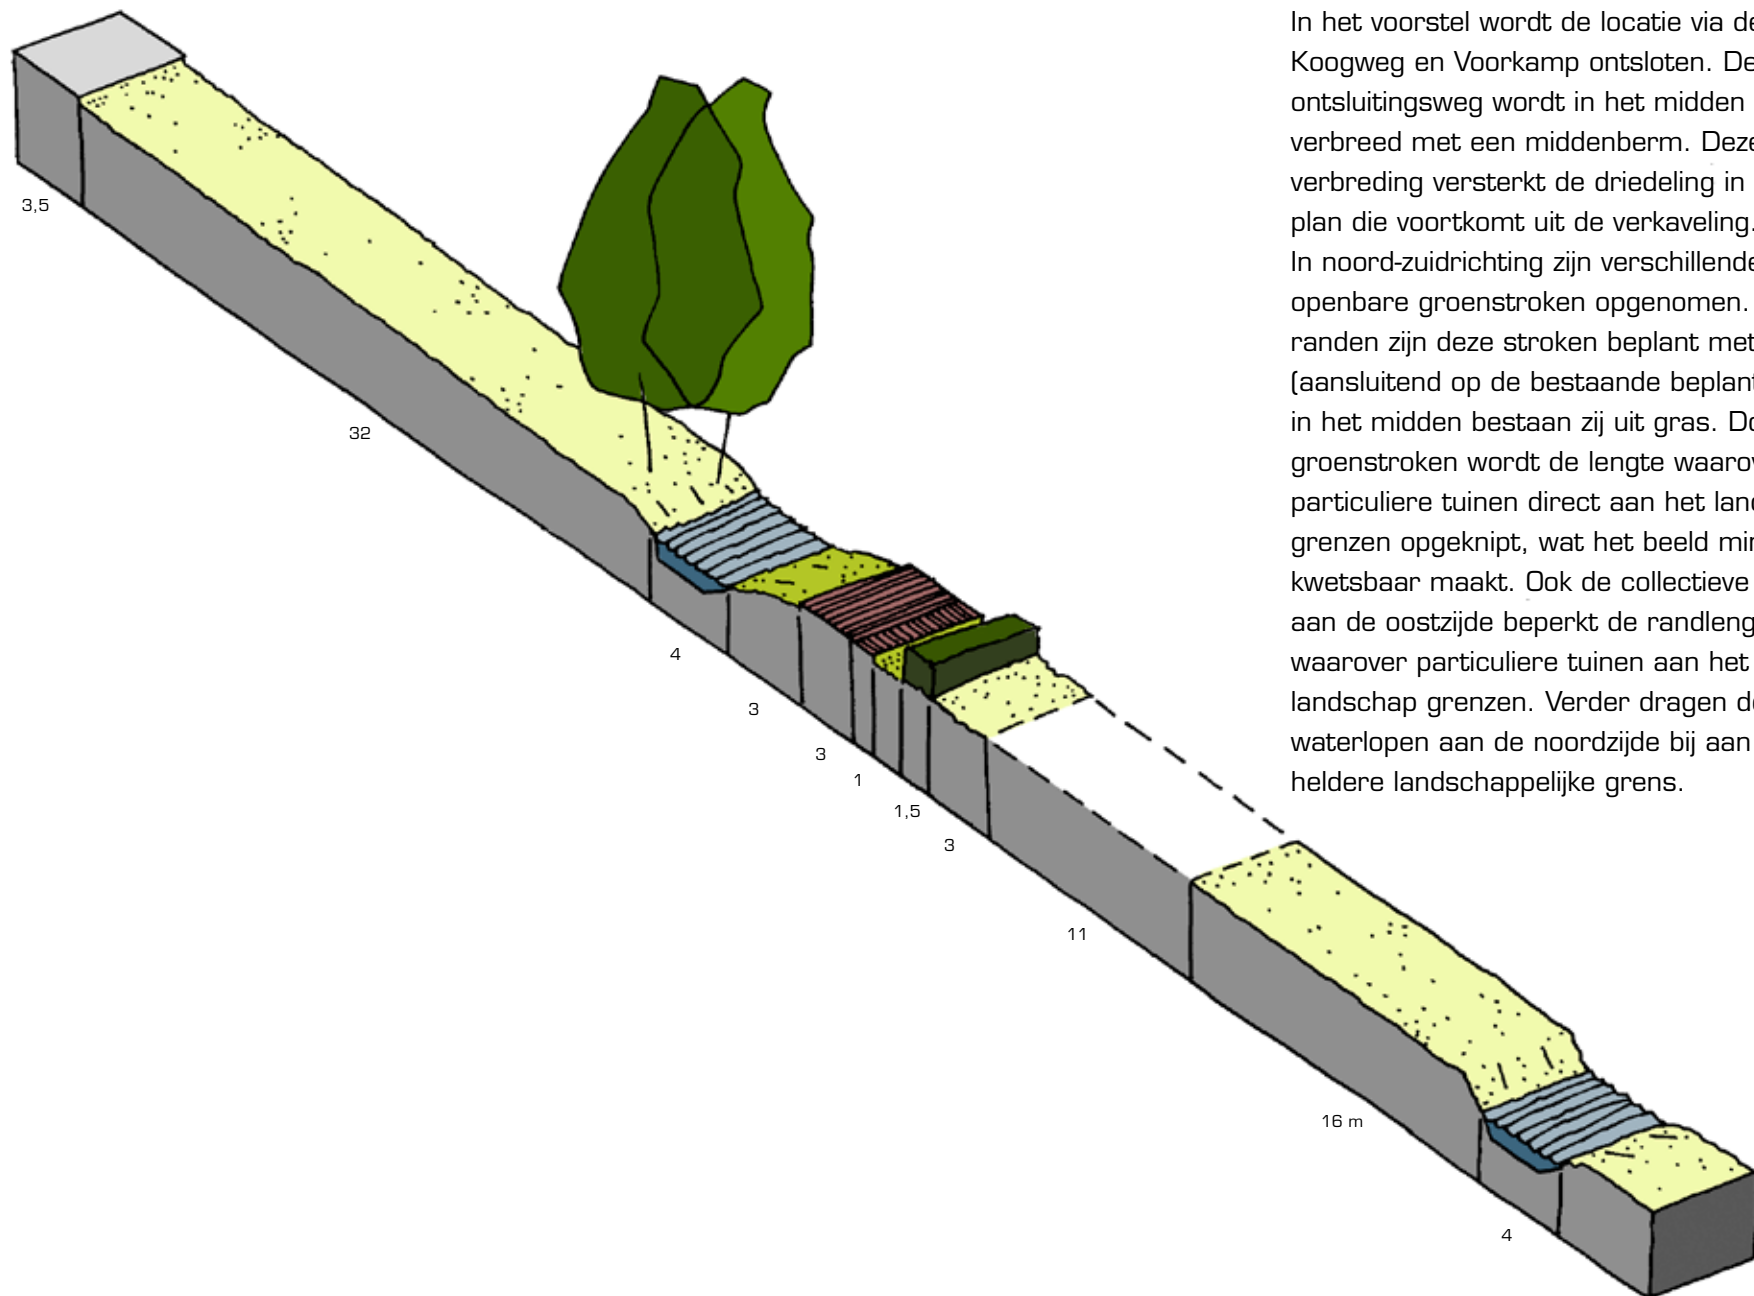 In het voorstel wordt de locatie via de
Koogweg en Voorkamp ontsloten. De
ontsluitingsweg wordt in het midden
verbreed met een middenberm. Deze
verbreding versterkt de driedeling in
plan die voortkomt uit de verkaveling.
In noord-zuidrichting zijn verschillende
openbare groenstroken opgenomen.
randen zijn deze stroken beplant met
(aansluitend op de bestaande
in het midden bestaan zij uit gras.
groenstroken wordt de lengte
particuliere tuinen direct aan het
grenzen opgeknipt, wat het beeld
kwetsbaar maakt. Ook de collectieve
aan de oostzijde beperkt de
waarover particuliere tuinen aan het
landschap grenzen. Verder dragen de
waterlopen aan de noordzijde bij aan
heldere landschappelijke grens.
3,5
32
4
3
3
1
1,5
3
11
16 m
4